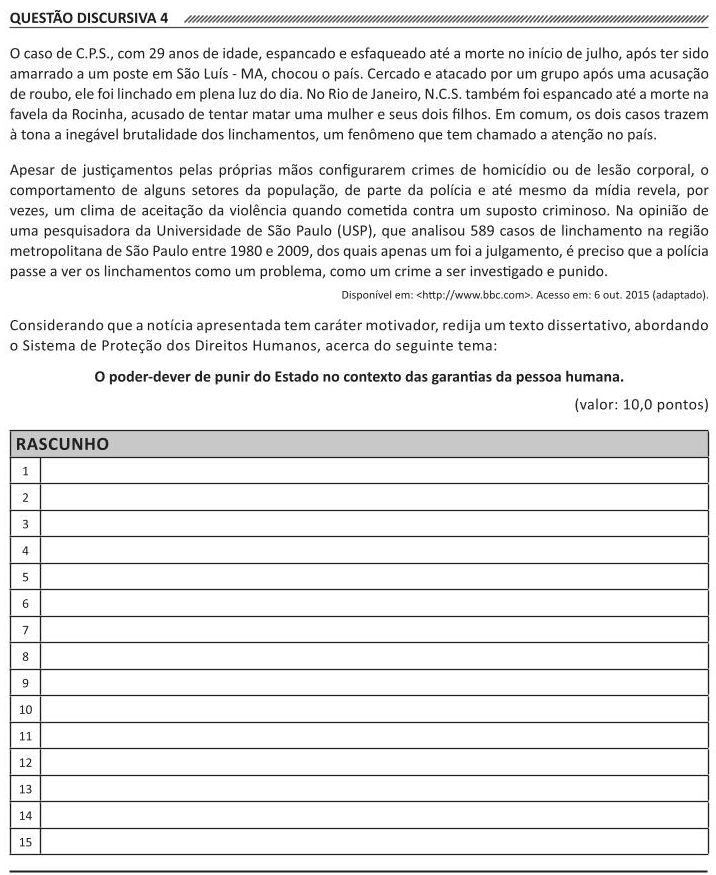 QUESTÃO DISCURSIVA 4
O caso de C.P.S., com 29 anos de idade, espancado e esfaqueado até a morte no início de julho, após ter sido
amarrado a um poste em São Luís - MA, chocou o país. Cercado e atacado por um grupo após uma acusação
de roubo, ele foi linchado em plena luz do dia. No Rio de Janeiro, N.C.S. também foi espancado até a morte na
favela da Rocinha, acusado de tentar matar uma mulher e seus dois filhos. Em comum, os dois casos trazem
à tona a inegável brutalidade dos linchamentos, um fenômeno que tem chamado a atenção no país.
Apesar de justiçamentos pelas próprias mãos configurarem crimes de homicídio ou de lesão corporal, o
comportamento de alguns setores da população, de parte da polícia e até mesmo da mídia revela, por
vezes, um clima de aceitação da violência quando cometida contra um suposto criminoso. Na opinião de
uma pesquisadora da Universidade de São Paulo (USP), que analisou 589 casos de linchamento na região
metropolitana de São Paulo entre 1980 e 2009, dos quais apenas um foi a julgamento, é preciso que a polícia
passe a ver os linchamentos como um problema, como um crime a ser investigado e punido.
Disponível em: <http://www.bbc.com>. Acesso em: 6 out. 2015 (adaptado).
Considerando que a notícia apresentada tem caráter motivador, redija um texto dissertativo, abordando
o Sistema de Proteção dos Direitos Humanos, acerca do seguinte tema:
O poder-dever de punir do Estado no contexto das garantias da pessoa humana.
(valor: 10,0 pontos)
RASCUNHO
1
2
3
4
5
6
7
8
9
10
11
12
13
14
15